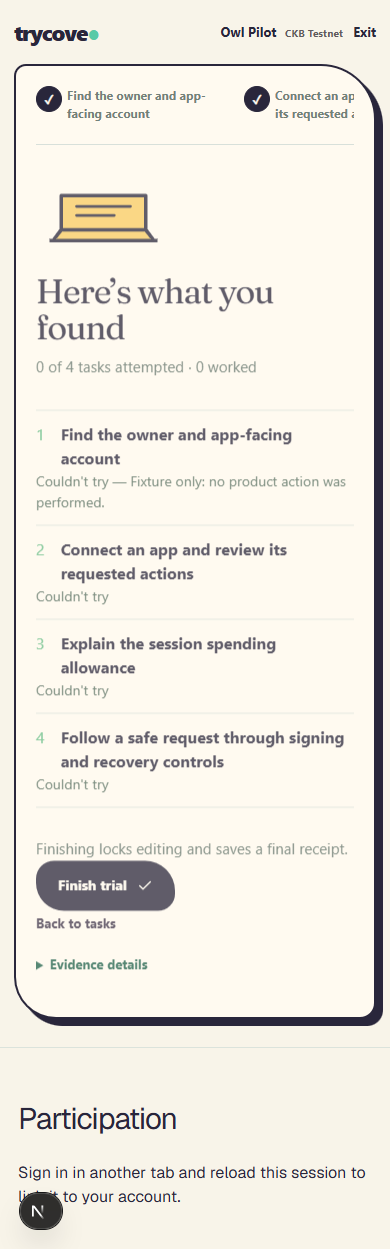 trycove
Owl Pilot CKB Testnet Exit
Find the owner and app-
facing account
Connect an ap
its requested a
Here's what you
found
0 of 4 tasks attempted · 0 worked
1 Find the owner and app-facing
account
Couldn't try — Fixture only: no product action was
performed.
2 Connect an app and review its
requested actions
Couldn't try
3 Explain the session spending
allowance
Couldn't try
4 Follow a safe request through signing
and recovery controls
Couldn't try
Finishing locks editing and saves a final receipt.
Finish trial
Back to tasks
Evidence details
Participation
Sign in in another tab and reload this session to
to your account.
N